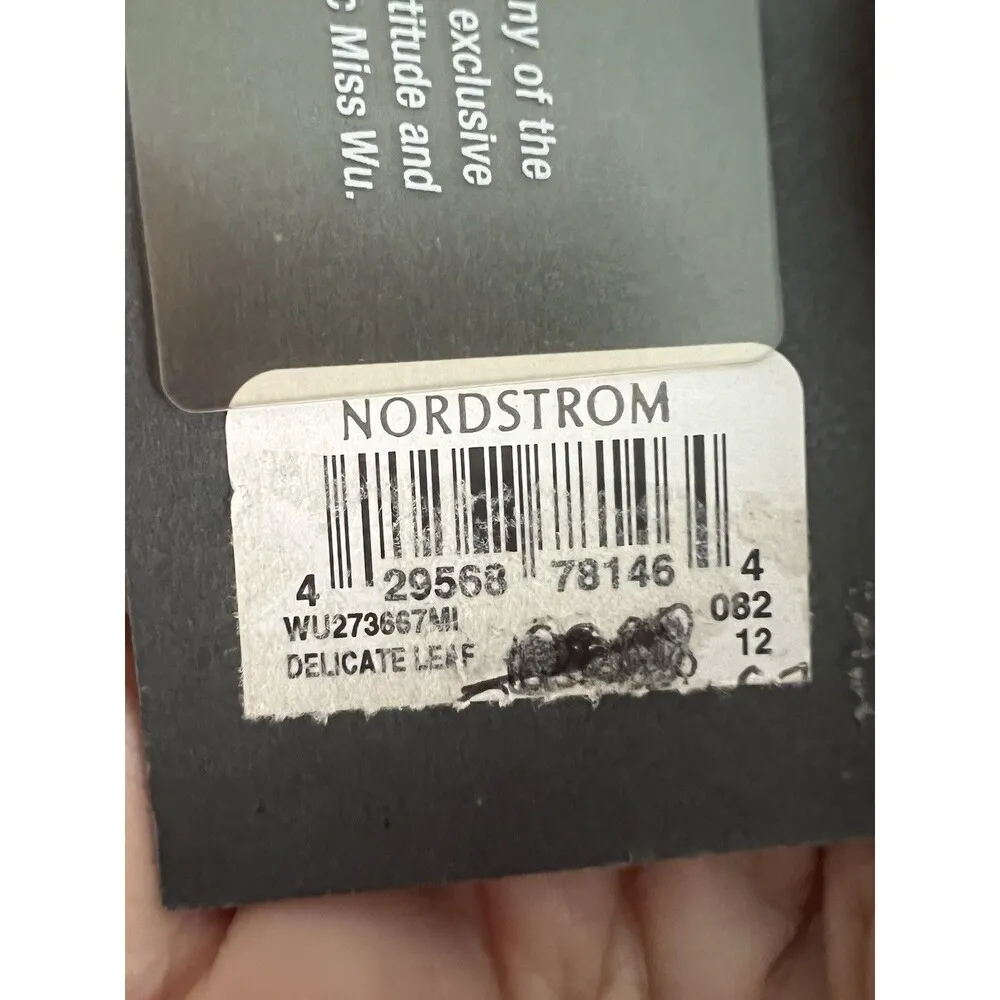 ny of the
exclusive
titude and
c Miss Wu.
NORDSTROM
4 29568 78146 4
WU273667MI 082
DELICATE LEAF 12